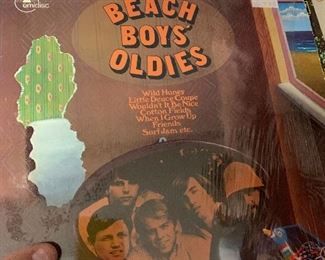 emidisc
BEACH
BOYS'
OLDIES
Wild Honey
Little Deuce Coupe
Wouldn't It Be Nice
Cotton Fields
When I Grow Up
Friends
Surf Jam etc.